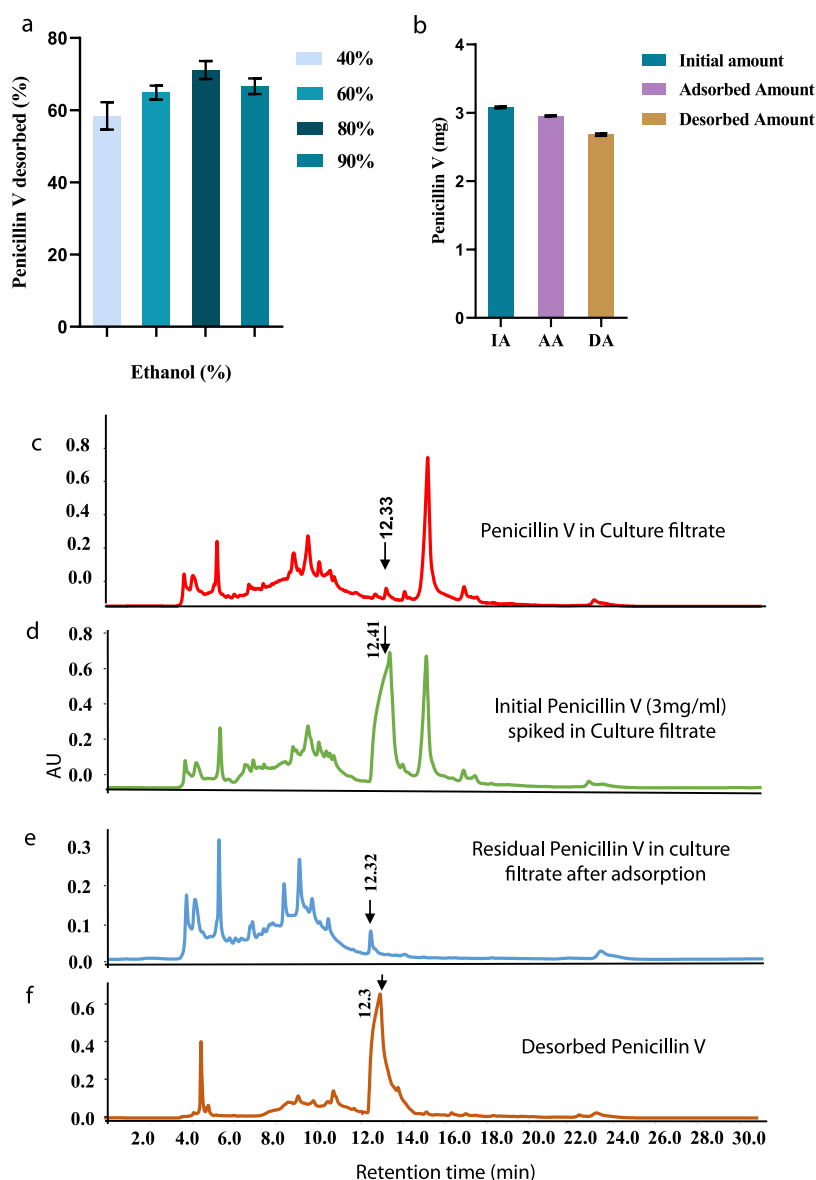 a
Penicillin V desorbed (%)
80
60
40
20
0
Ethanol (%)
40%
60%
80%
90%
b
Penicillin V (mg)
4
3
2
1
0
IA AA DA
Initial amount
Adsorbed Amount
Desorbed Amount
c
0.8
0.6
0.2
0.0
12.33
Penicillin V in Culture filtrate
d
0.8
0.6
0.4
0.2
0.0
AU
12.41
Initial Penicillin V (3mg/ml)
spiked in Culture filtrate
e
0.3
0.2
0.1
0.0
12.32
Residual Penicillin V in culture
filtrate after adsorption
f
0.6
0.4
0.2
0.0
12.3
Desorbed Penicillin V
2.0 4.0 6.0 8.0 10.0 12.0 14.0 16.0 18.0 20.0 22.0 24.0 26.0 28.0 30.0
Retention time (min)